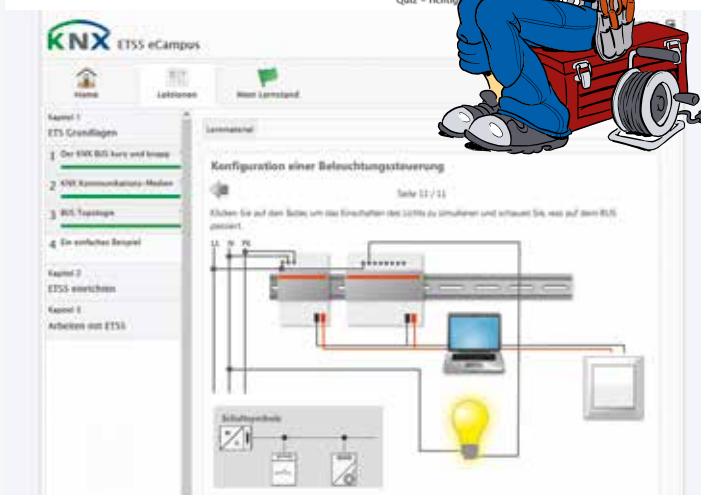 Quiz – richtig
KNX ETS5 eCampus
Home
Lektionen
Mein Lernstand
Kapitel 1
ETS Grundlagen
1 Der KNX BUS kurz und knapp
2 KNX Kommunikations-Medien
3 BUS Topologie
4 Ein einfaches Beispiel
Kapitel 2
ETS5 einrichten
Kapitel 3
Arbeiten mit ETS5
Lernmaterial
Konfiguration einer Beleuchtungssteuerung
Seite 11 / 11
Klicken Sie auf den Taster, um das Einschalten des Lichts zu simulieren und schauen Sie, was auf dem BUS
passiert.
L1 N PE
Schaltsymbole